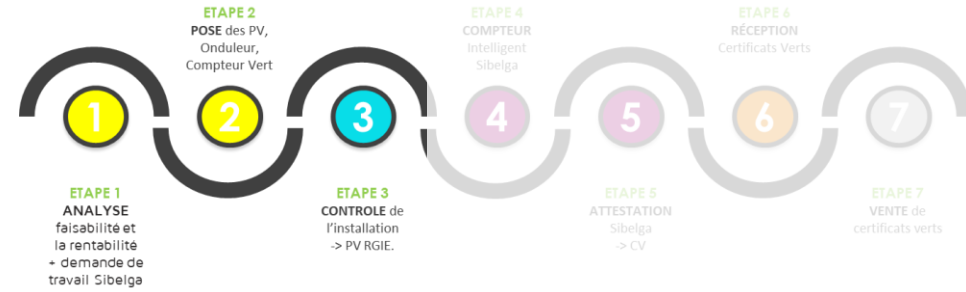 ETAPE 2
POSE des PV,
Onduleur,
Compteur Vert
ETAPE 4
COMPTEUR
Intelligent
Sibelga
ETAPE 6
RÉCEPTION
Certificats Verts
1
2
3
4
5
6
7
ETAPE 1
ANALYSE
faisabilité et
la rentabilité
+ demande de
travail Sibelga
ETAPE 3
CONTROLE de
l'installation
-> PV RGIE.
ETAPE 5
ATTESTATION
Sibelga
-> CV
ETAPE 7
VENTE de
certificats verts